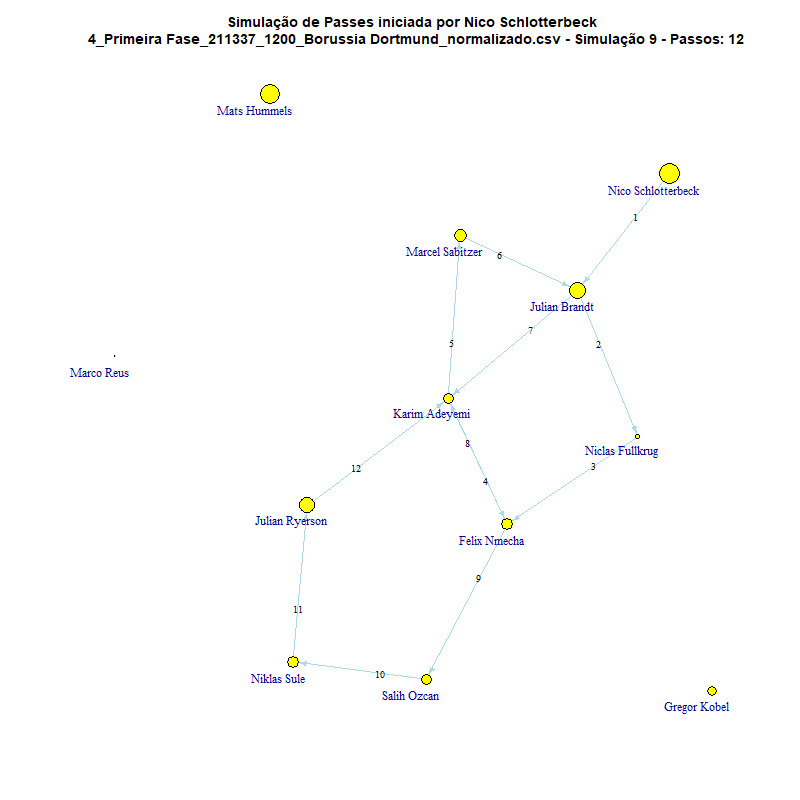 Simulação de Passes iniciada por Nico Schlotterbeck
4_Primeira Fase_211337_1200_Borussia Dortmund_normalizado.csv - Simulação 9 - Passos: 12
Mats Hummels
Nico Schlotterbeck
1
Marcel Sabitzer
6
Julian Brandt
7
5
2
Marco Reus
Karim Adeyemi
8
Niclas Fullkrug
12
3
4
Julian Ryerson
Felix Nmecha
9
11
10
Niklas Sule
Salih Ozcan
Gregor Kobel